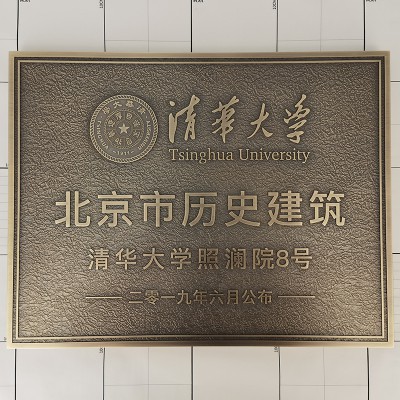 清華大学
Tsinghua University
北京市历史建筑
清华大学照澜院8号
二零一九年六月公布